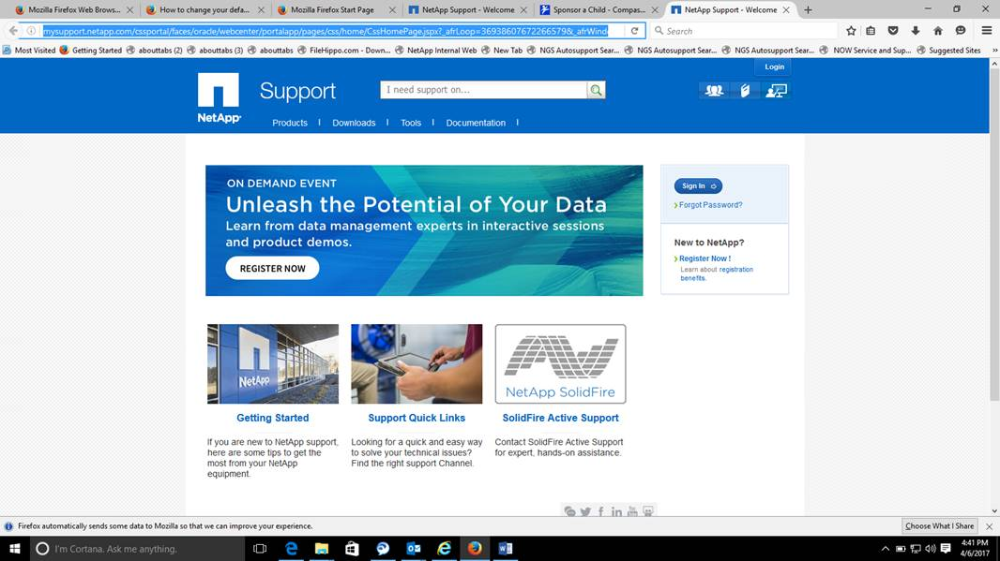 Mozilla Firefox Web Brows...
How to change your defa...
Mozilla Firefox Start Page
NetApp Support - Welcome
Sponsor a Child - Compas...
NetApp Support - Welcome
mysupport.netapp.com/cssportal/faces/oracle/webcenter/portalapp/pages/css/home/CssHomePage.jspx?_afrLoop=36938607672266579&_afrWind
Search
Most Visited
Getting Started
abouttabs (2)
abouttabs (3)
FileHippo.com - Down...
NetApp Internal Web
New Tab
NGS Autosupport Sear...
NGS Autosupport Sear...
NGS Autosupport Sear...
NOW Service and Sup...
Suggested Sites
Login
NetApp
Support
I need support on...
Products
Downloads
Tools
Documentation
ON DEMAND EVENT
Unleash the Potential of Your Data
Learn from data management experts in interactive sessions
and product demos.
REGISTER NOW
Sign In
Forgot Password?
New to NetApp?
Register Now !
Learn about registration
benefits.
NetApp
NetApp SolidFire
Getting Started
Support Quick Links
SolidFire Active Support
If you are new to NetApp support,
here are some tips to get the
most from your NetApp
equipment.
Looking for a quick and easy way
to solve your technical issues?
Find the right support Channel.
Contact SolidFire Active Support
for expert, hands-on assistance.
Firefox automatically sends some data to Mozilla so that we can improve your experience.
Choose What I Share
I'm Cortana. Ask me anything.
4:41 PM
4/6/2017